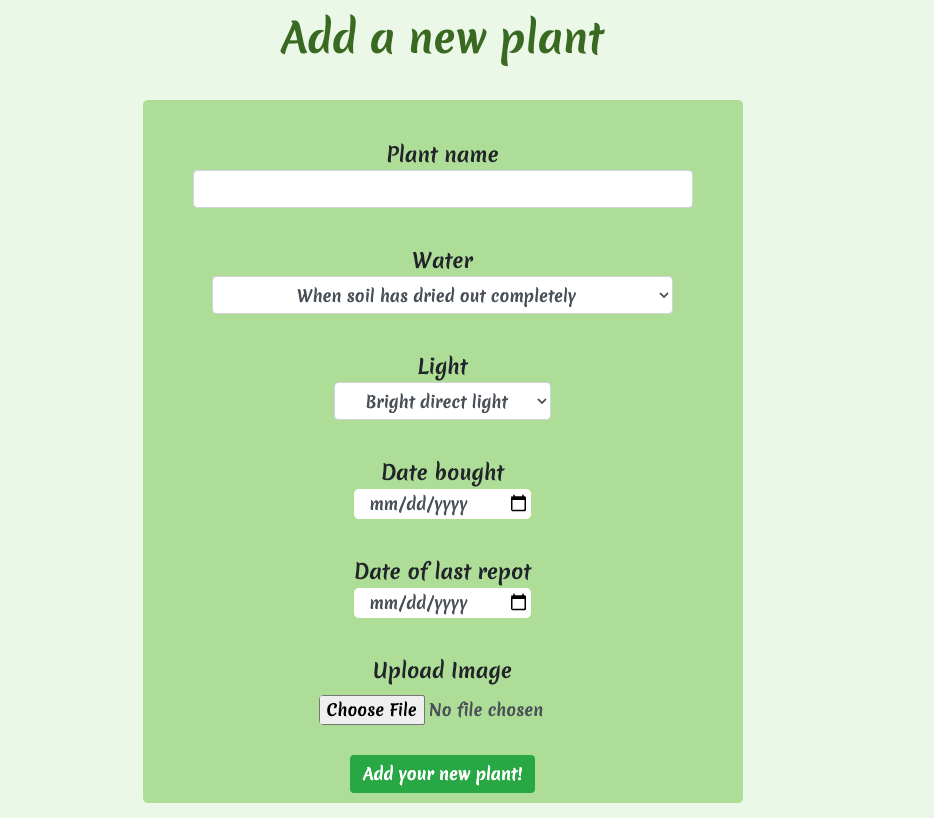 Add a new plant
Plant name
Water
When soil has dried out completely
Light
Bright direct light
Date bought
mm/dd/yyyy
Date of last repot
mm/dd/yyyy
Upload Image
Choose File No file chosen
Add your new plant!